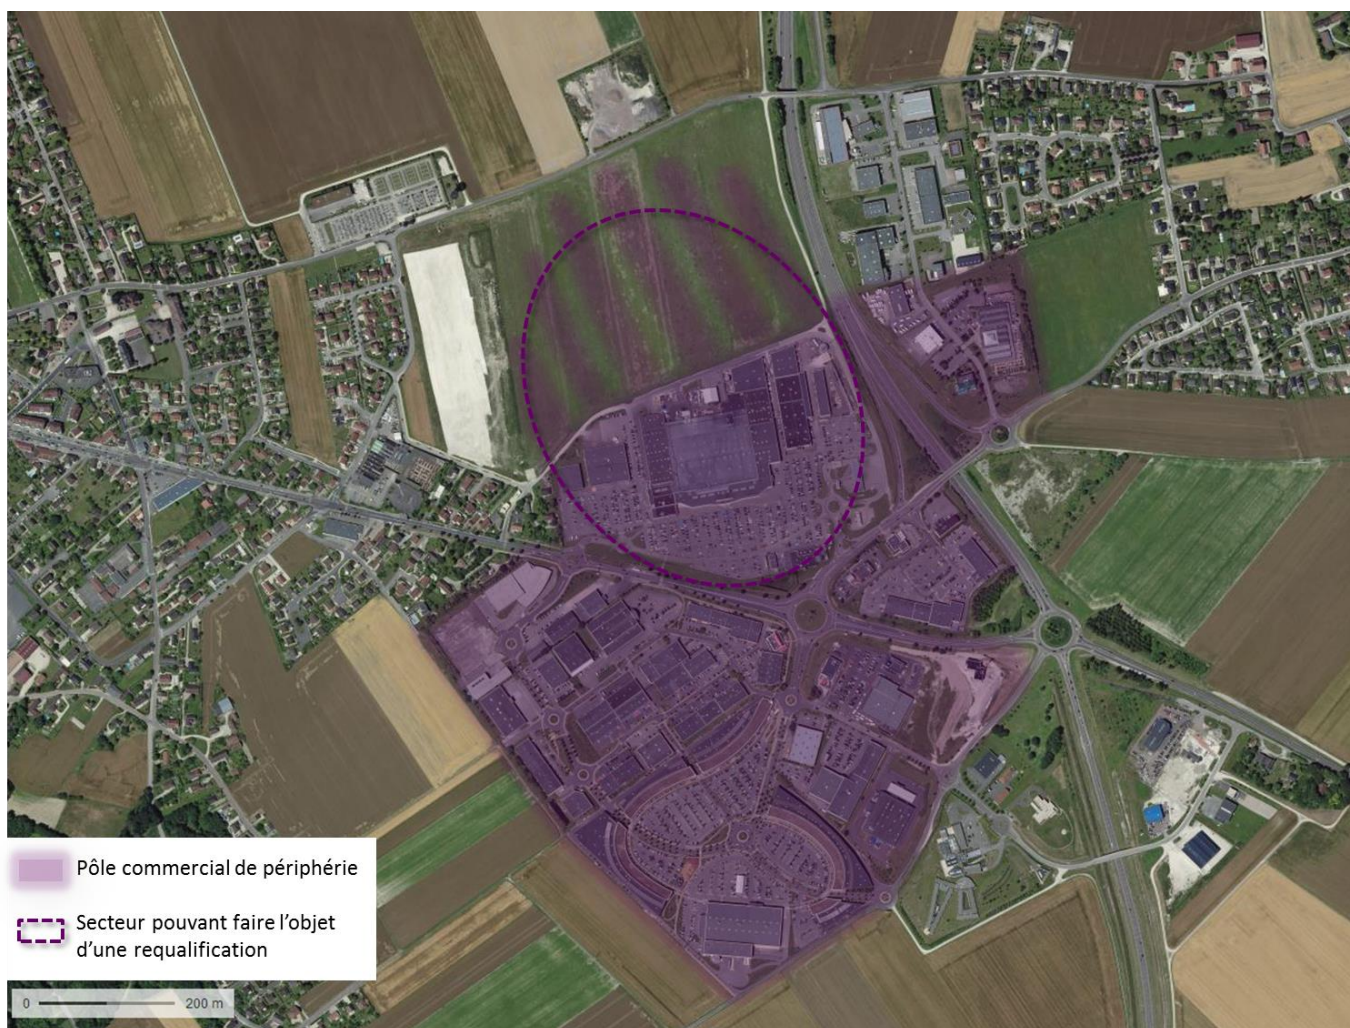 Pôle commercial de périphérie
Secteur pouvant faire l’objet
d’une requalification
0 200 m